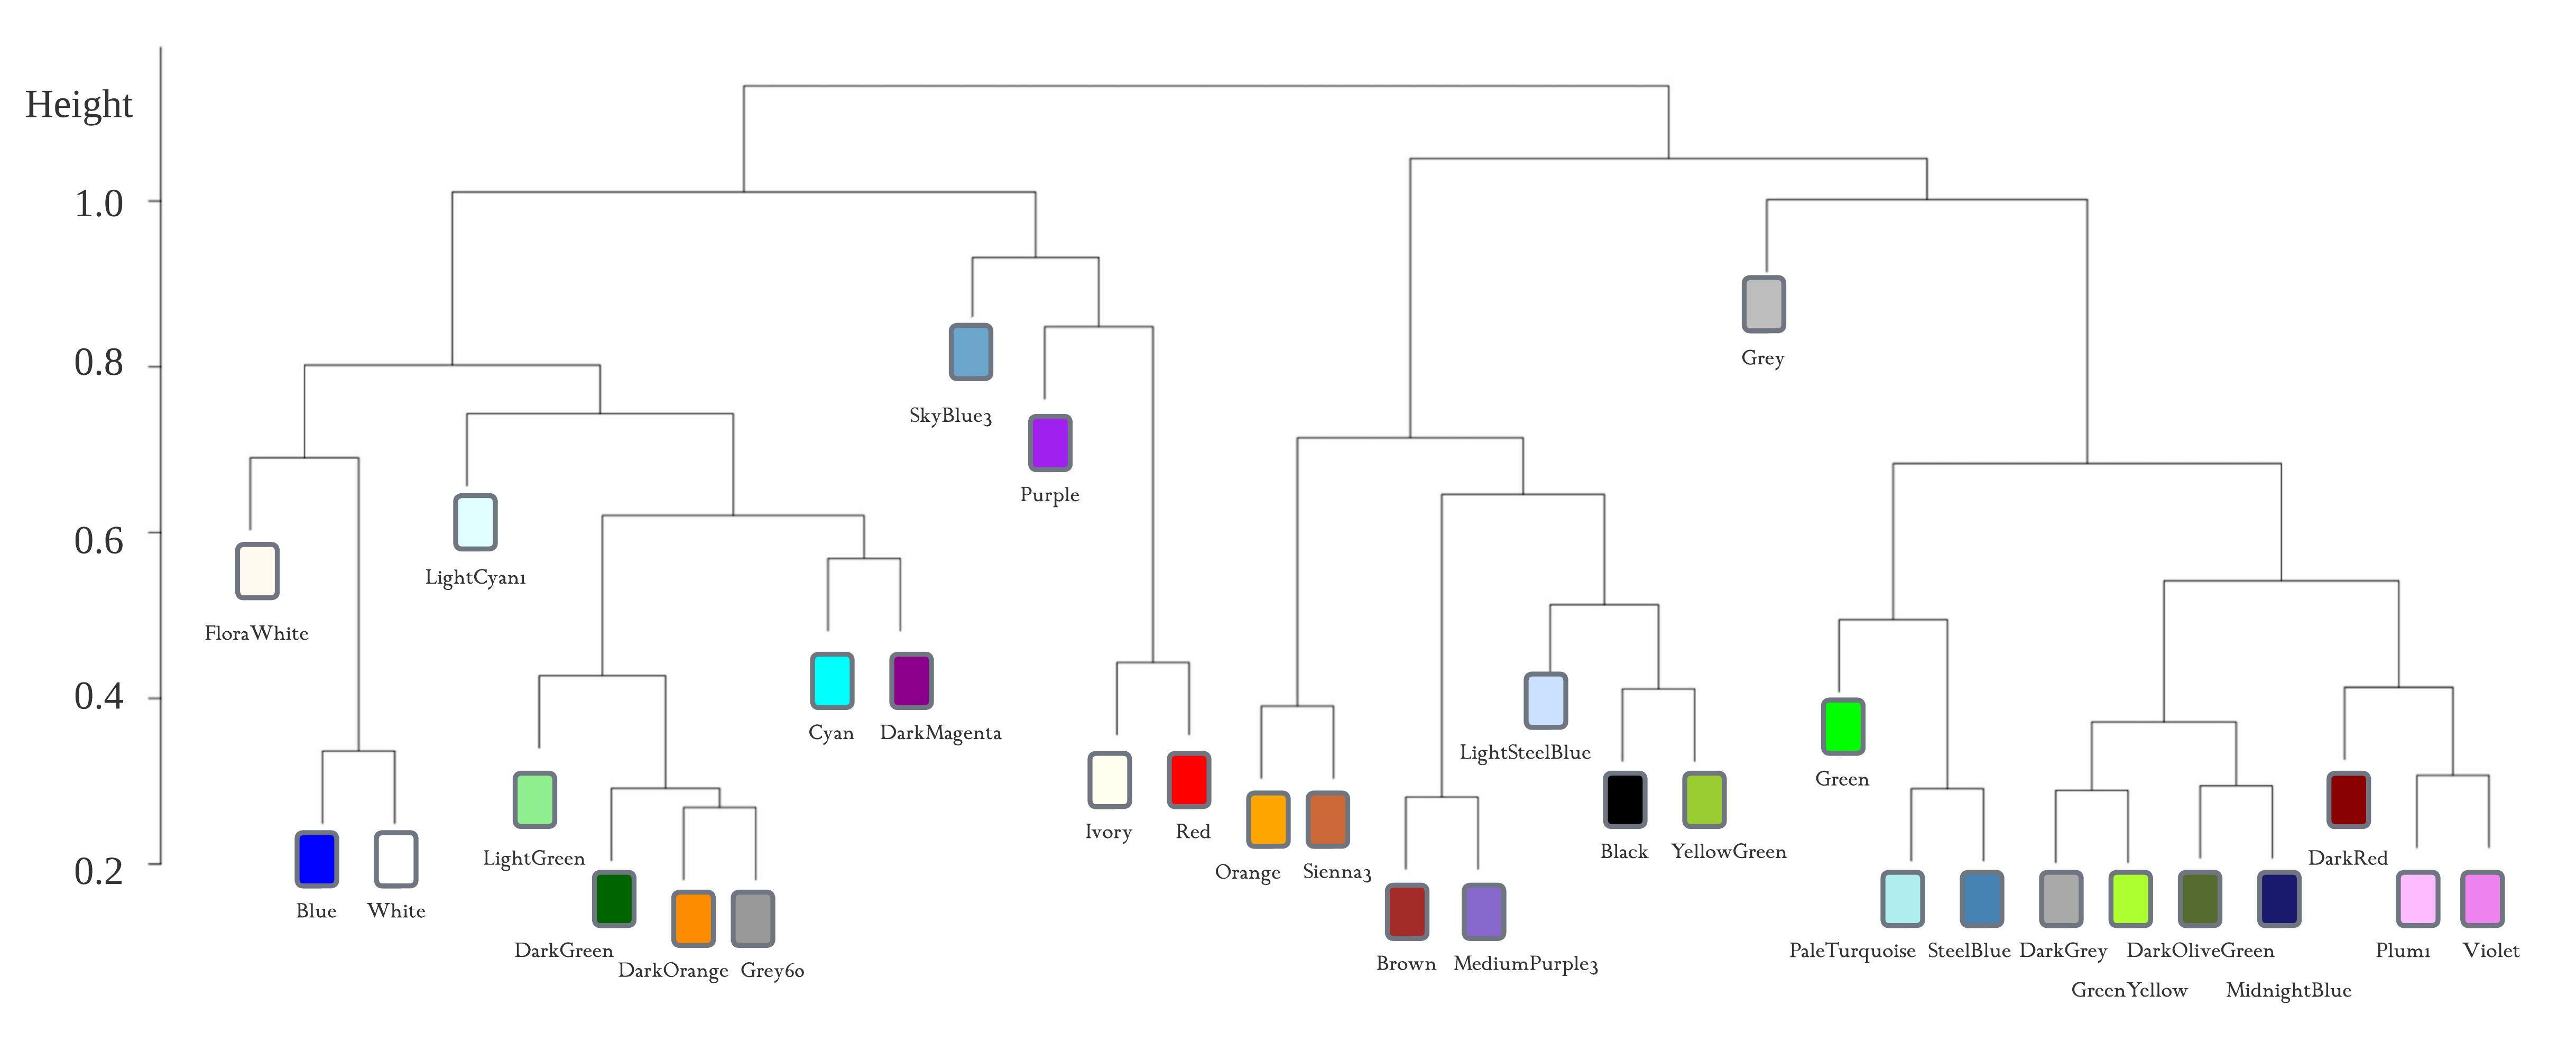 Height
1.0
0.8
0.6
0.4
0.2
Grey
SkyBlue3
Purple
LightCyan1
FloraWhite
Cyan
DarkMagenta
LightSteelBlue
Green
Ivory
Red
Black
YellowGreen
LightGreen
DarkRed
Orange
Sienna3
Blue
White
DarkGreen
PaleTurquoise
SteelBlue
DarkGrey
DarkOliveGreen
Plum1
Violet
Brown
MediumPurple3
DarkOrange
Grey60
GreenYellow
MidnightBlue